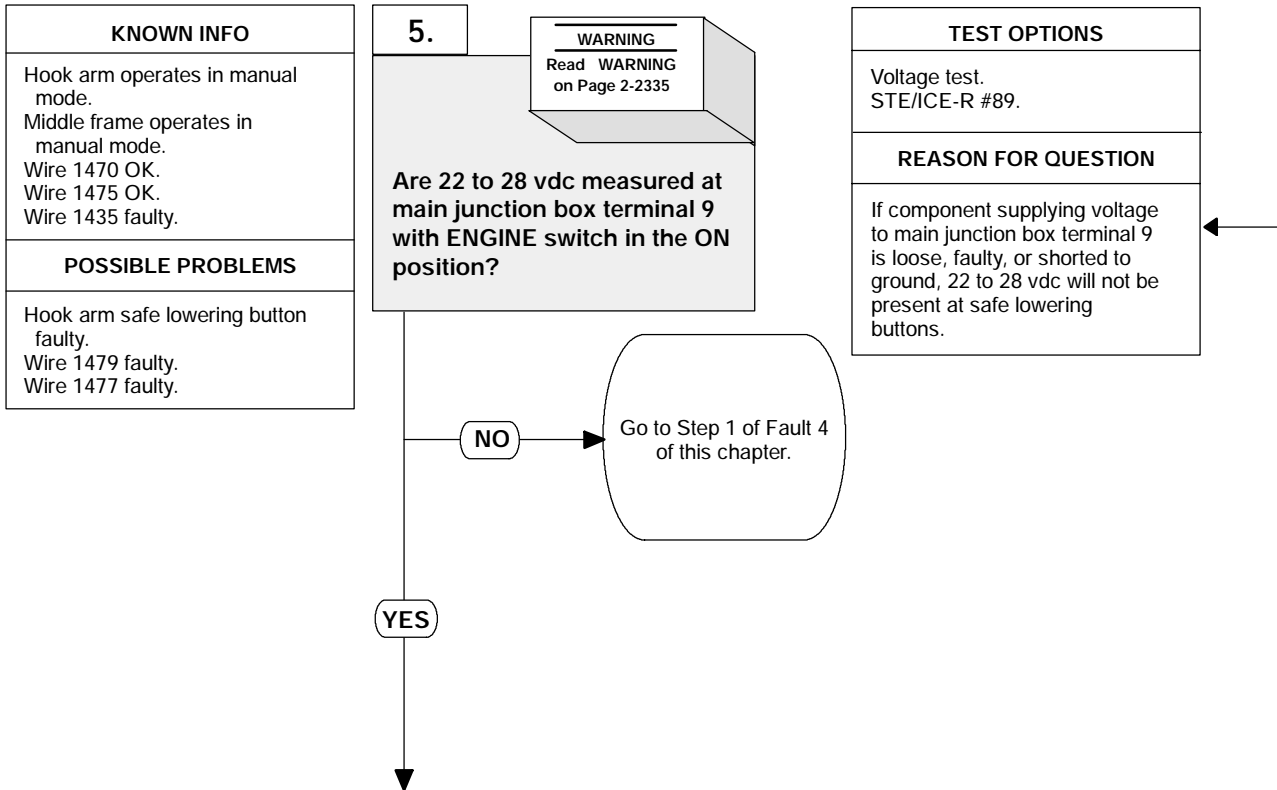 KNOWN INFO
Hook arm operates in manual
mode.
Middle frame operates in
manual mode.
Wire 1470 OK.
Wire 1475 OK.
Wire 1435 faulty.
POSSIBLE PROBLEMS
Hook arm safe lowering button
faulty.
Wire 1479 faulty.
Wire 1477 faulty.
5.
WARNING
Read WARNING
on Page 2-2335
Are 22 to 28 vdc measured at
main junction box terminal 9
with ENGINE switch in the ON
position?
TEST OPTIONS
Voltage test.
STE/ICE-R #89.
REASON FOR QUESTION
If component supplying voltage
to main junction box terminal 9
is loose, faulty, or shorted to
ground, 22 to 28 vdc will not be
present at safe lowering
buttons.
NO
Go to Step 1 of Fault 4
of this chapter.
YES